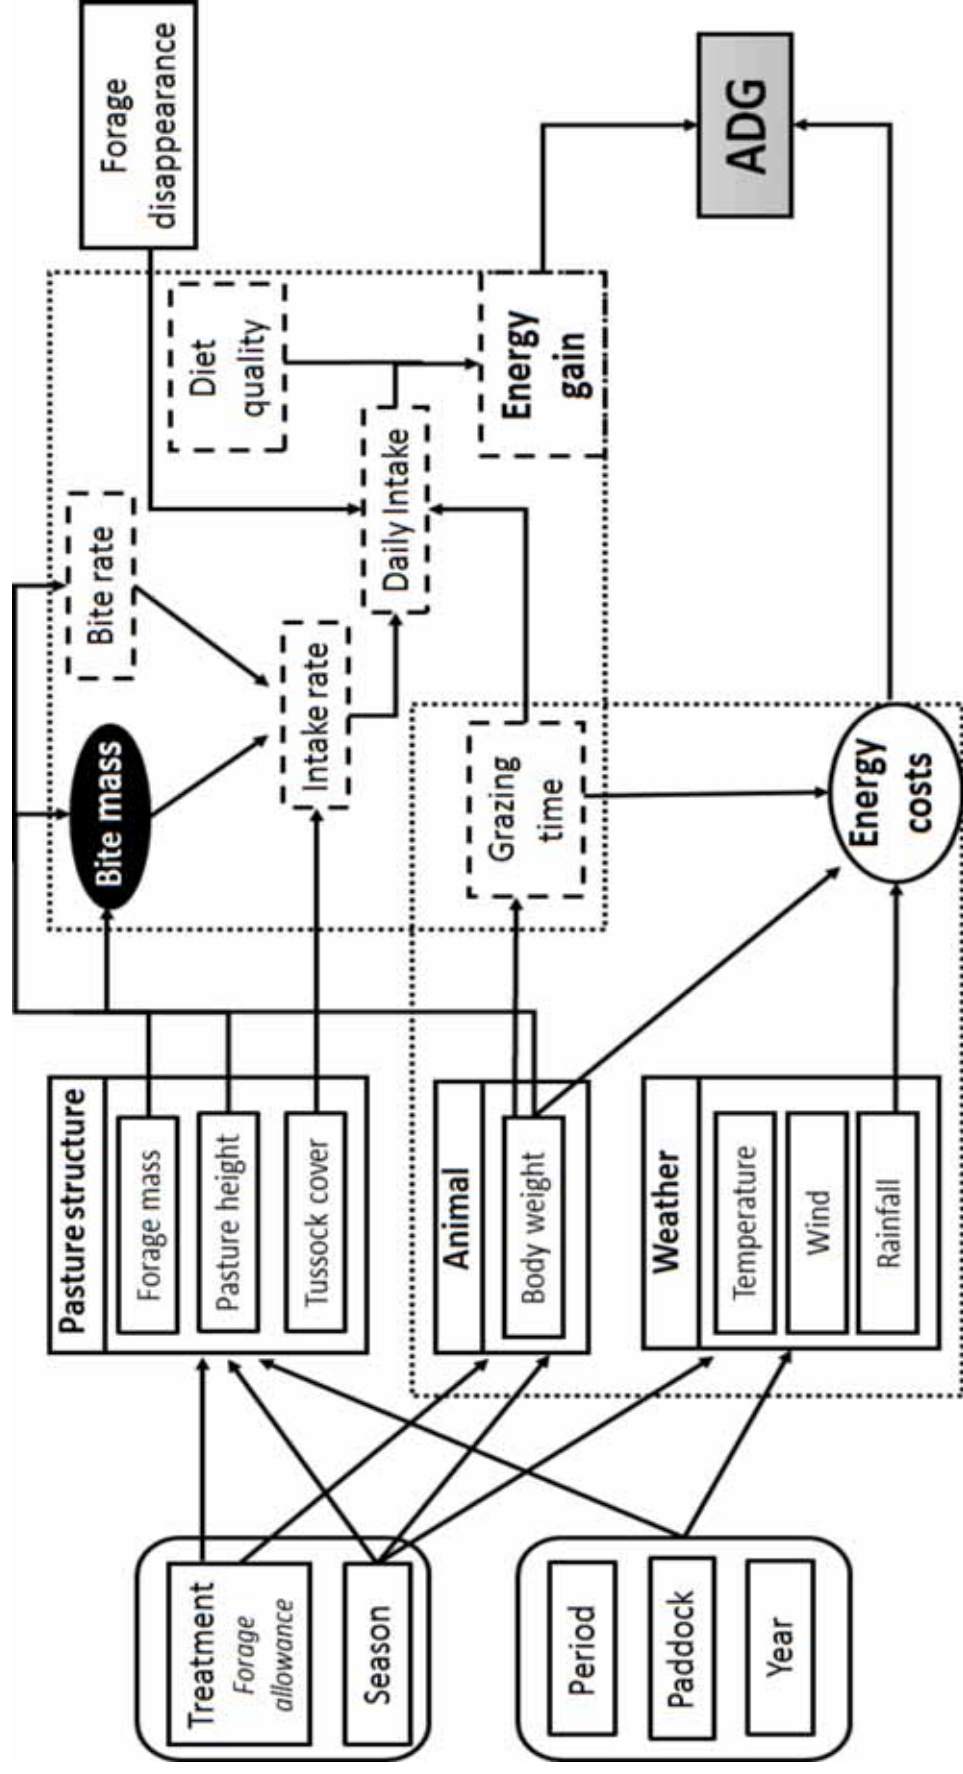 Treatment
Forage
allowance
Season
Period
Paddock
Year
Pasture structure
Forage mass
Pasture height
Tussock cover
Animal
Body weight
Weather
Temperature
Wind
Rainfall
Bite mass
Bite rate
Intake rate
Grazing
time
Daily Intake
Diet
quality
Energy
gain
Energy
costs
Forage
disappearance
ADG